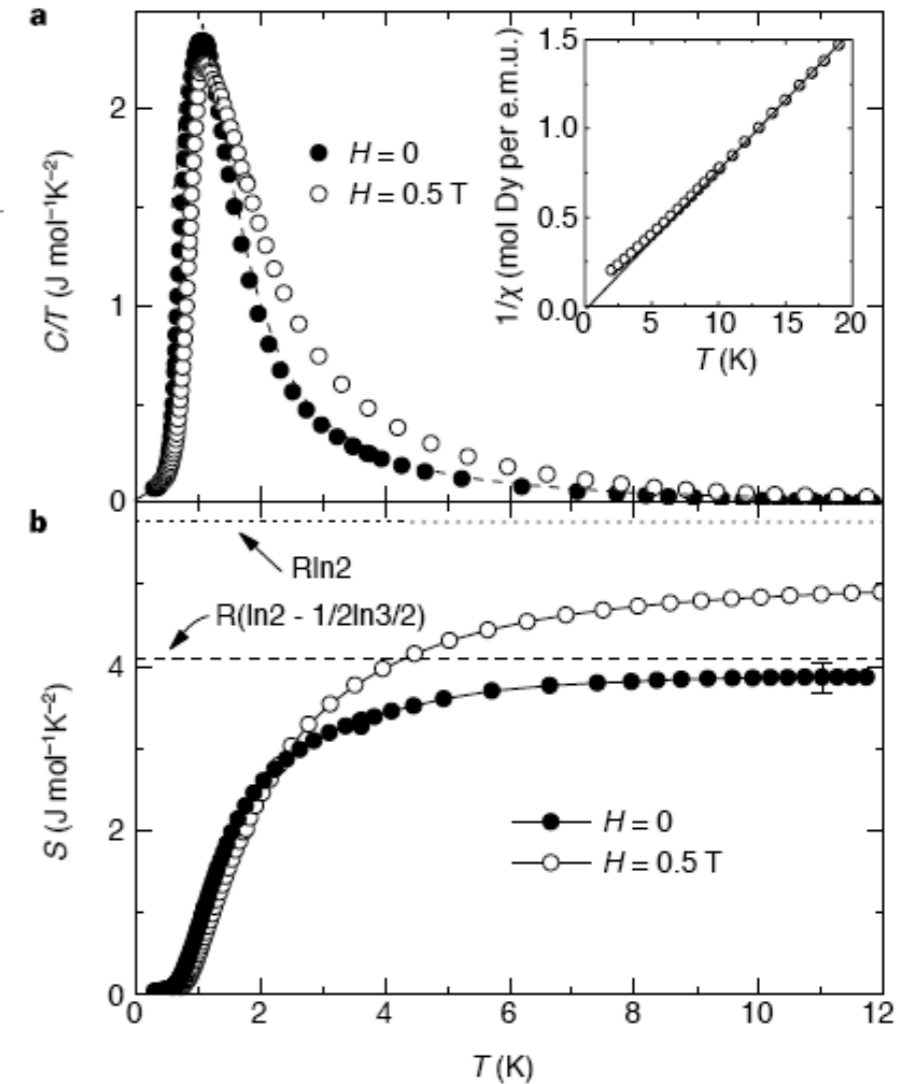 a
C/T (J mol⁻¹K⁻²)
2
1
0
H = 0
H = 0.5 T
1/χ (mol Dy per e.m.u.)
1.5
1.0
0.5
0.0
0 5 10 15 20
T (K)
b
Rln2
R(ln2 - 1/2ln3/2)
S (J mol⁻¹K⁻²)
4
2
0
H = 0
H = 0.5 T
0 2 4 6 8 10 12
T (K)